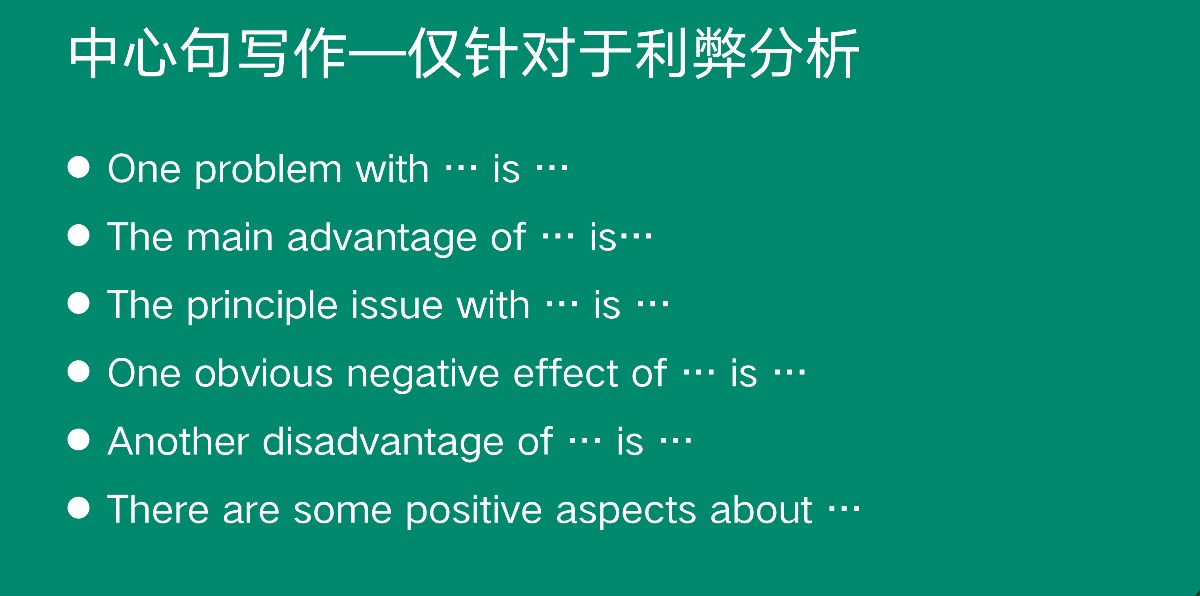 中心句写作—仅针对于利弊分析
● One problem with ··· is ···
● The main advantage of ··· is···
● The principle issue with ··· is ···
● One obvious negative effect of ··· is ···
● Another disadvantage of ··· is ···
● There are some positive aspects about ···